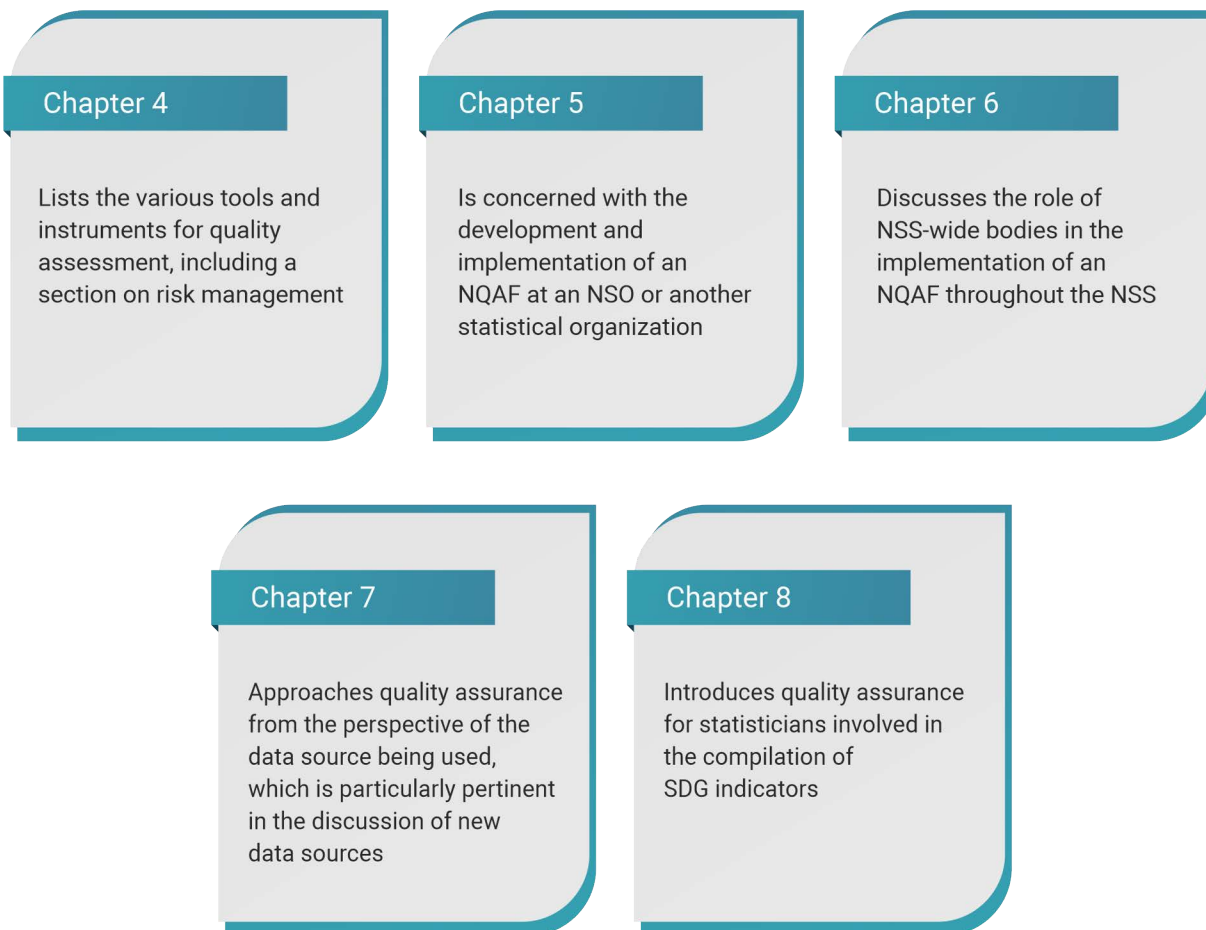 Chapter 4
Lists the various tools and
instruments for quality
assessment, including a
section on risk management
Chapter 5
Is concerned with the
development and
implementation of an
NQAF at an NSO or another
statistical organization
Chapter 6
Discusses the role of
NSS-wide bodies in the
implementation of an
NQAF throughout the NSS
Chapter 7
Approaches quality assurance
from the perspective of the
data source being used,
which is particularly pertinent
in the discussion of new
data sources
Chapter 8
Introduces quality assurance
for statisticians involved in
the compilation of
SDG indicators